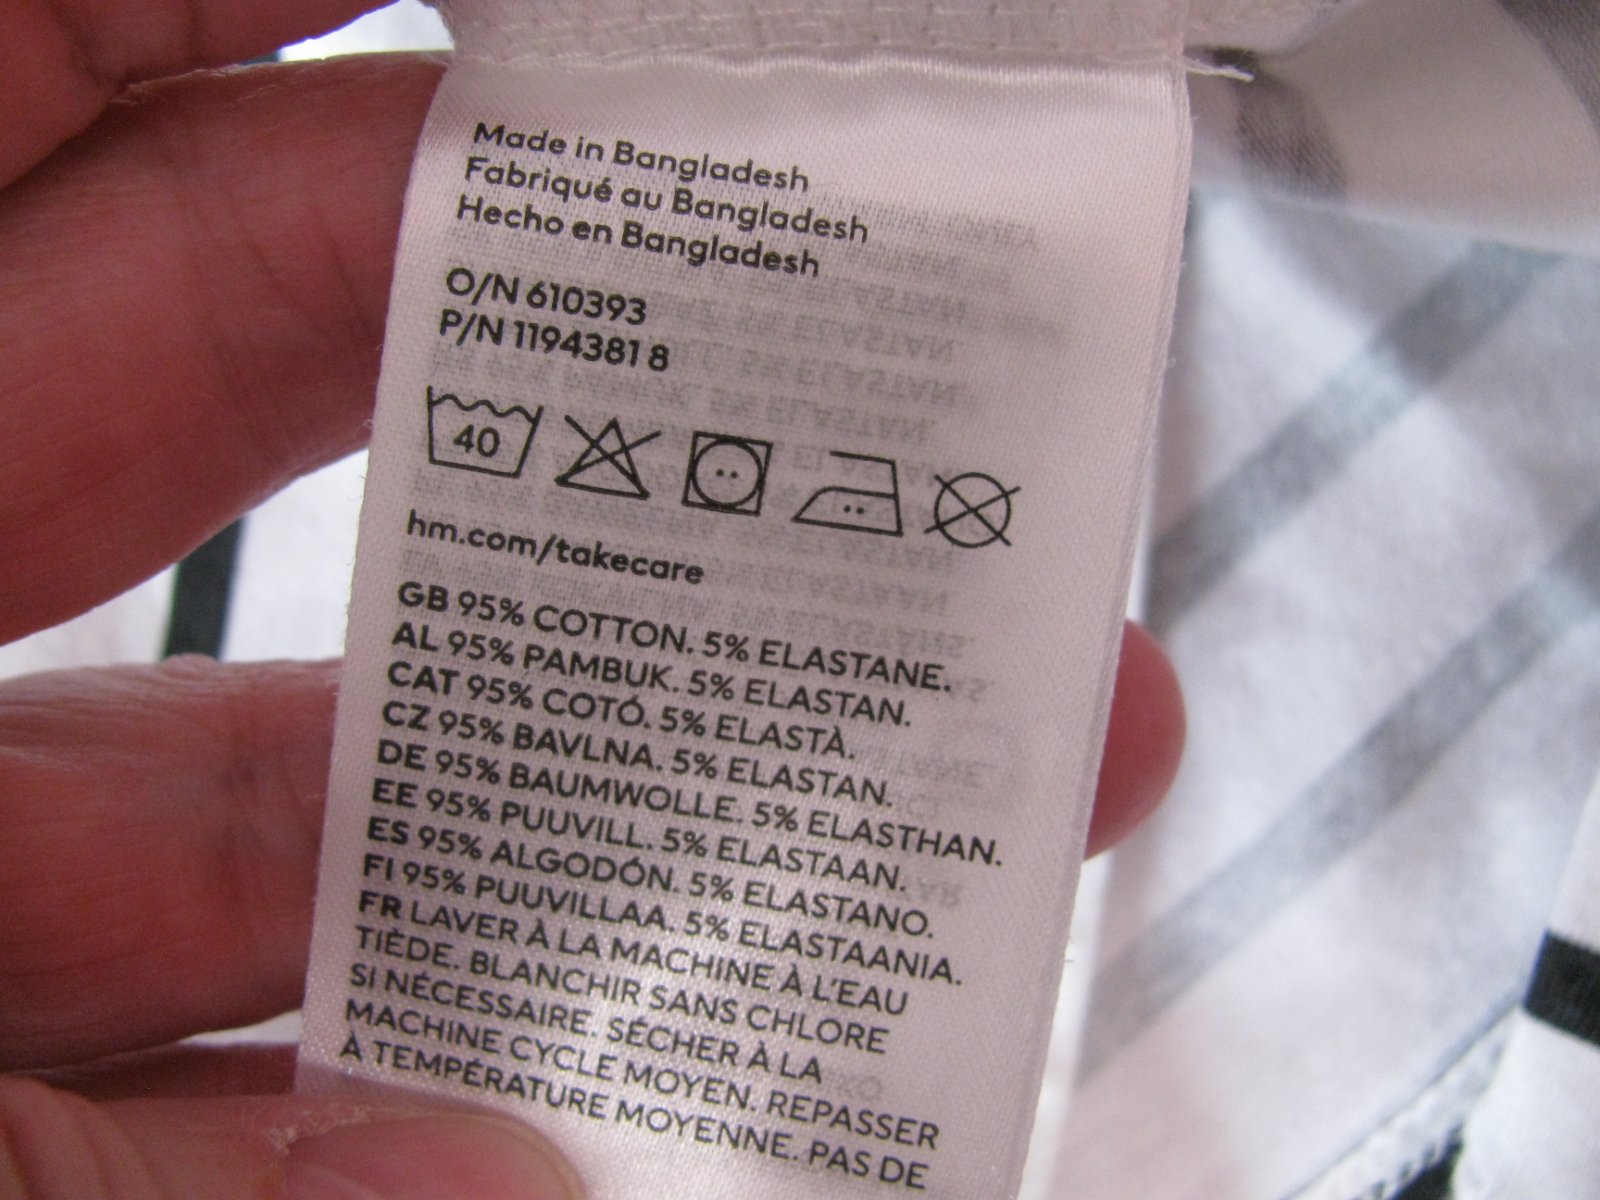 Made in Bangladesh
Fabriqué au Bangladesh
Hecho en Bangladesh
O/N 610393
P/N 1194381 8
40
hm.com/takecare
GB 95% COTTON. 5% ELASTANE.
AL 95% PAMBUK. 5% ELASTAN.
CAT 95% COTÓ. 5% ELASTÀ.
CZ 95% BAVLNA. 5% ELASTAN.
DE 95% BAUMWOLLE. 5% ELASTHAN.
EE 95% PUUVILL. 5% ELASTAAN.
ES 95% ALGODÓN. 5% ELASTANO.
FI 95% PUUVILLAA. 5% ELASTAANIA.
FR LAVER À LA MACHINE À L'EAU
TIÈDE. BLANCHIR SANS CHLORE
SI NÉCESSAIRE. SÉCHER À LA
MACHINE CYCLE MOYEN. REPASSER
À TEMPÉRATURE MOYENNE. PAS DE